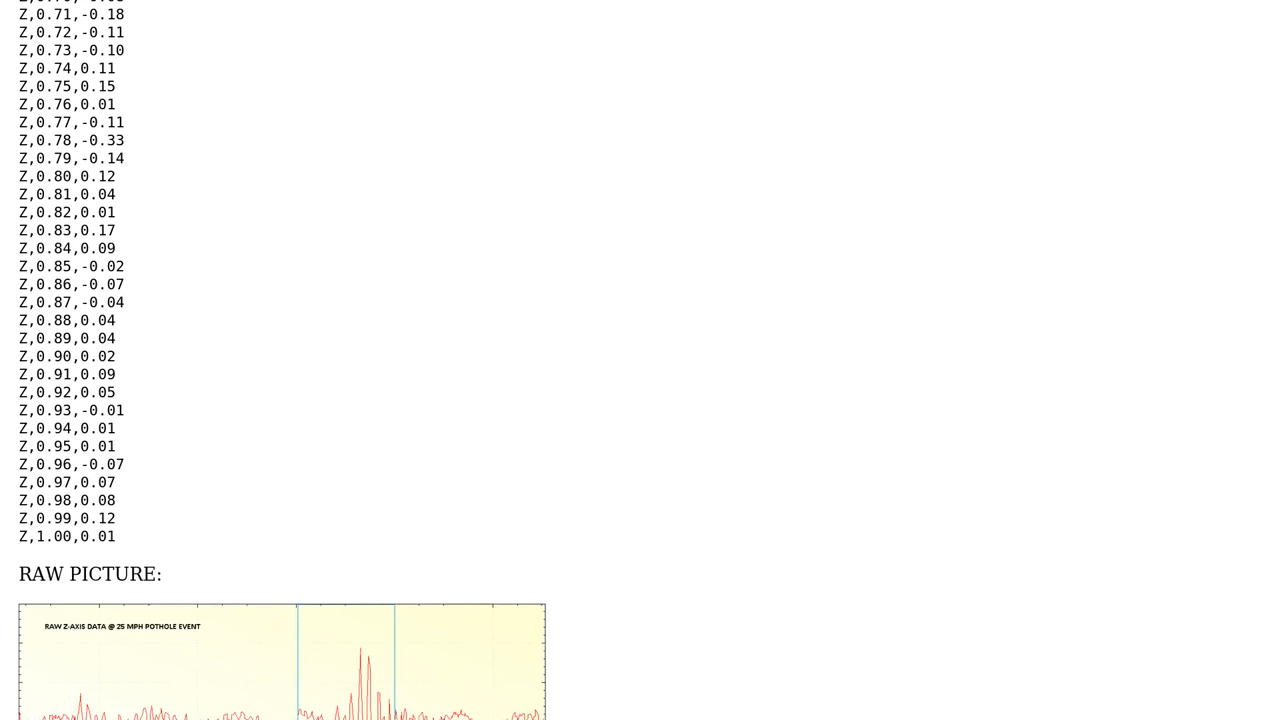 Z,0.71,-0.18
Z,0.72,-0.11
Z,0.73,-0.10
Z,0.74,0.11
Z,0.75,0.15
Z,0.76,0.01
Z,0.77,-0.11
Z,0.78,-0.33
Z,0.79,-0.14
Z,0.80,0.12
Z,0.81,0.04
Z,0.82,0.01
Z,0.83,0.17
Z,0.84,0.09
Z,0.85,-0.02
Z,0.86,-0.07
Z,0.87,-0.04
Z,0.88,0.04
Z,0.89,0.04
Z,0.90,0.02
Z,0.91,0.09
Z,0.92,0.05
Z,0.93,-0.01
Z,0.94,0.01
Z,0.95,0.01
Z,0.96,-0.07
Z,0.97,0.07
Z,0.98,0.08
Z,0.99,0.12
Z,1.00,0.01
RAW PICTURE:
RAW Z-AXIS DATA @ 25 MPH POTHOLE EVENT